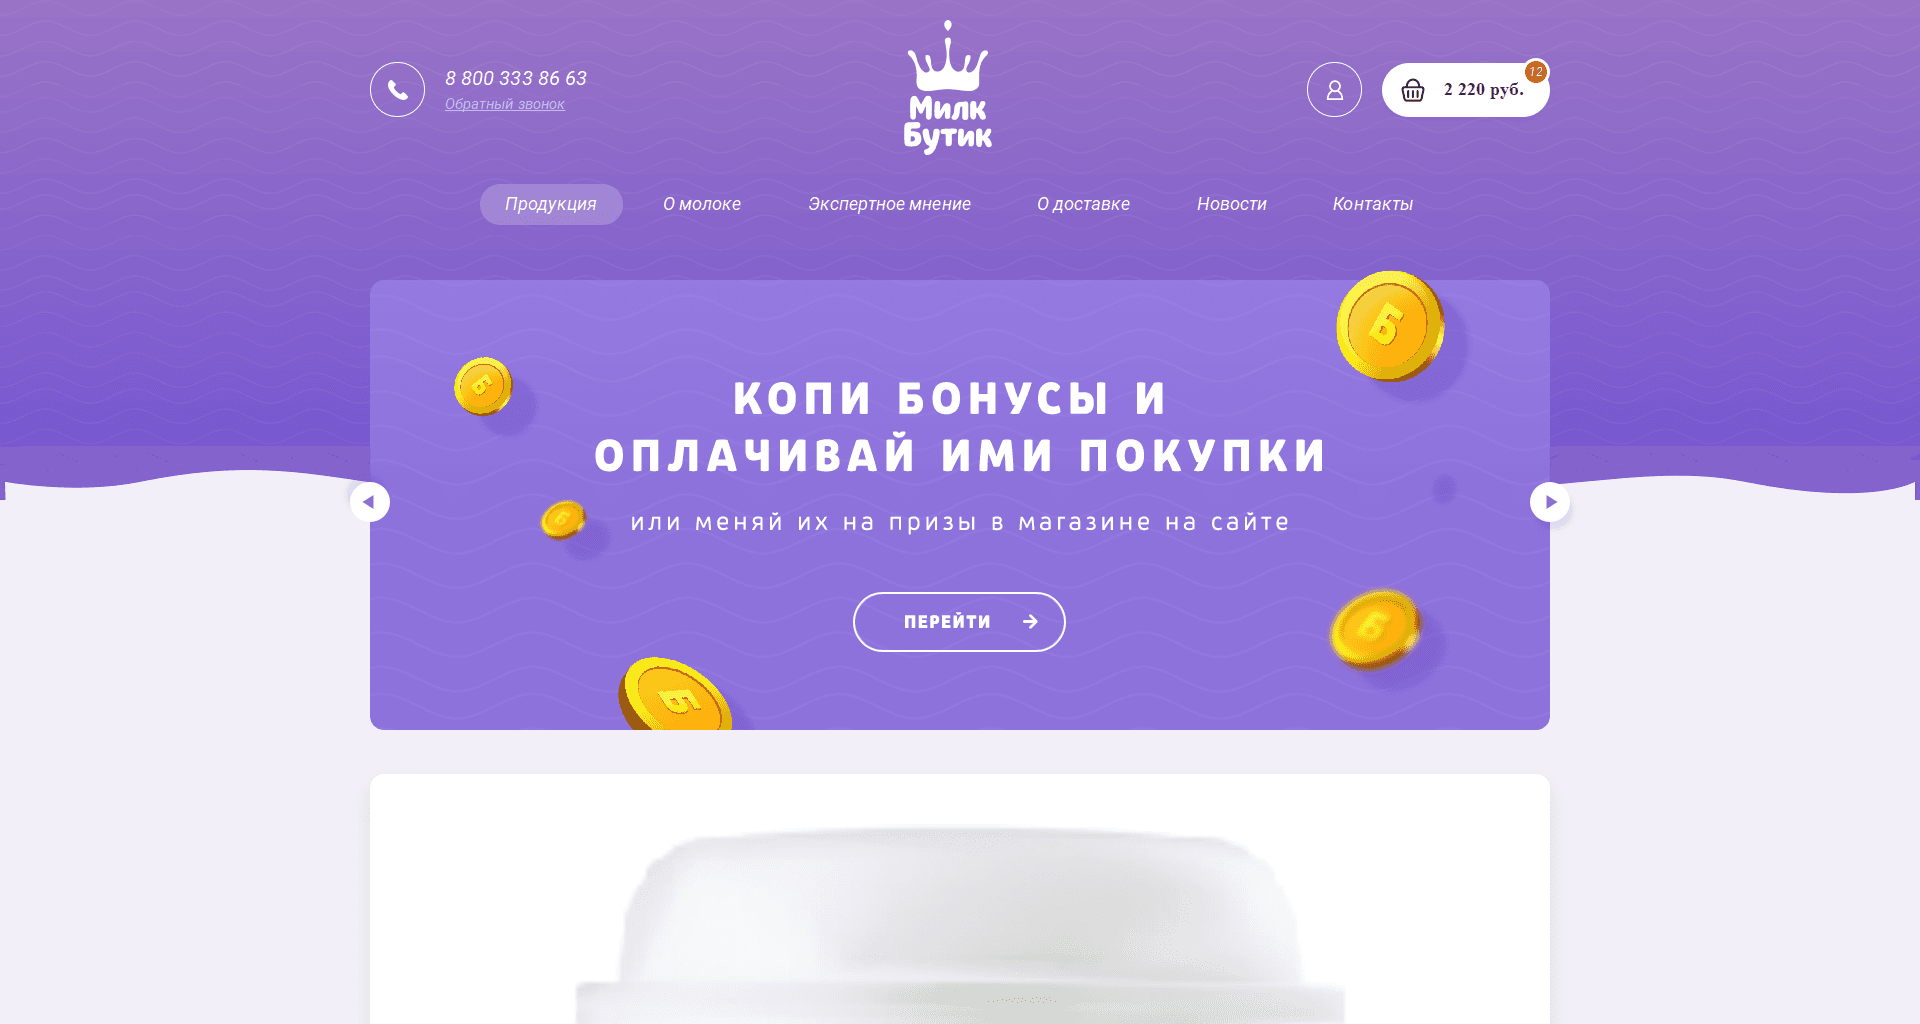 8 800 333 86 63
Обратный звонок
Милк
Бутик
2 220 руб.
12
Продукция
О молоке
Экспертное мнение
О доставке
Новости
Контакты
КОПИ БОНУСЫ И
ОПЛАЧИВАЙ ИМИ ПОКУПКИ
или меняй их на призы в магазине на сайте
ПЕРЕЙТИ
Б
Б
Б
Б
Б